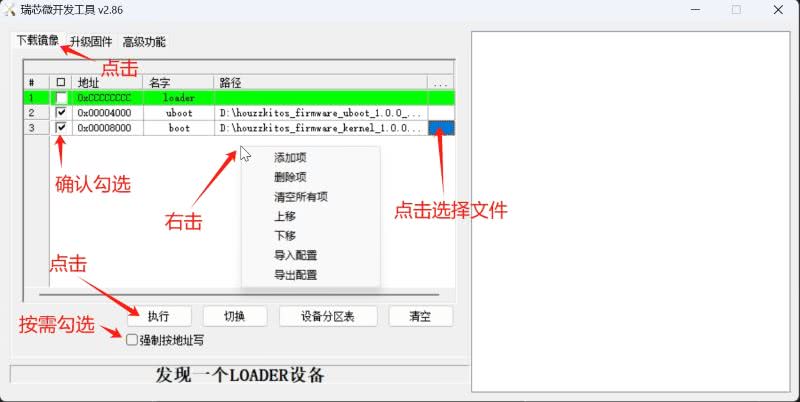 瑞芯微开发工具 v2.86
下载镜像 升级固件 高级功能
点击
# 地址 名字 路径 ...
1 0xCCCCCCCC loader
2 0x00004000 uboot D:\houzzkitos_firmware_uboot_1.0.0_...
3 0x00008000 boot D:\houzzkitos_firmware_kernel_1.0.0...
添加项
删除项
清空所有项
上移
下移
导入配置
导出配置
确认勾选
右击
点击选择文件
点击
执行 切换 设备分区表 清空
按需勾选
强制按地址写
发现一个LOADER设备